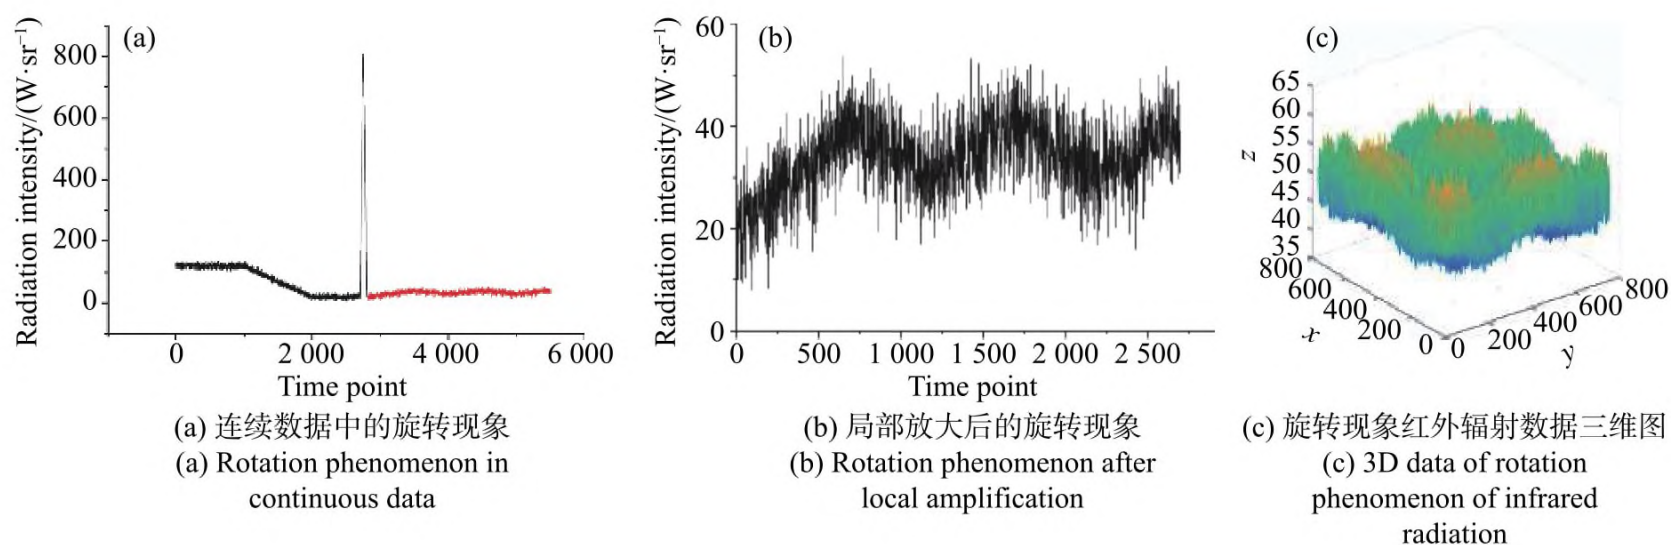 (a)
Radiation intensity/(W·sr⁻¹)
800
600
400
200
0
0
2 000
4 000
6 000
Time point
(a) 连续数据中的旋转现象
(a) Rotation phenomenon in
continuous data
(b)
Radiation intensity/(W·sr⁻¹)
60
40
20
0
0
500
1 000
1 500
2 000
2 500
Time point
(b) 局部放大后的旋转现象
(b) Rotation phenomenon after
local amplification
(c)
z
65
60
55
50
45
40
35
800
600
400
200
0
x
0
200
400
600
800
y
(c) 旋转现象红外辐射数据三维图
(c) 3D data of rotation
phenomenon of infrared
radiation